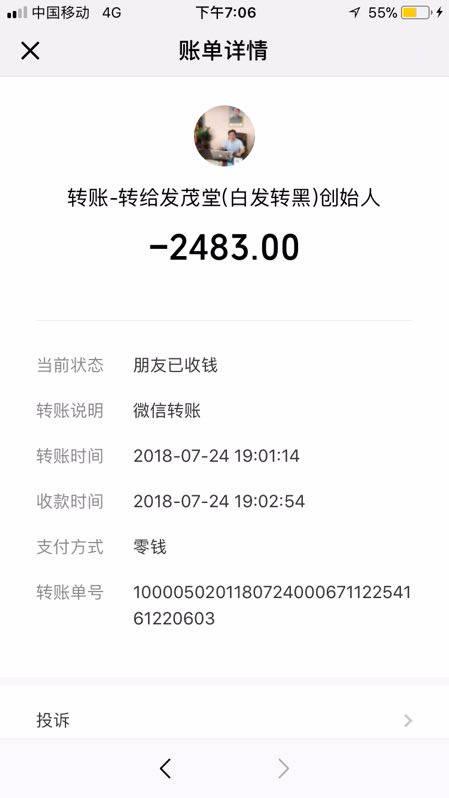 中国移动 4G 下午7:06 55%
账单详情
转账-转给发茂堂(白发转黑)创始人
-2483.00
当前状态 朋友已收钱
转账说明 微信转账
转账时间 2018-07-24 19:01:14
收款时间 2018-07-24 19:02:54
支付方式 零钱
转账单号 1000050201180724000671122541
61220603
投诉